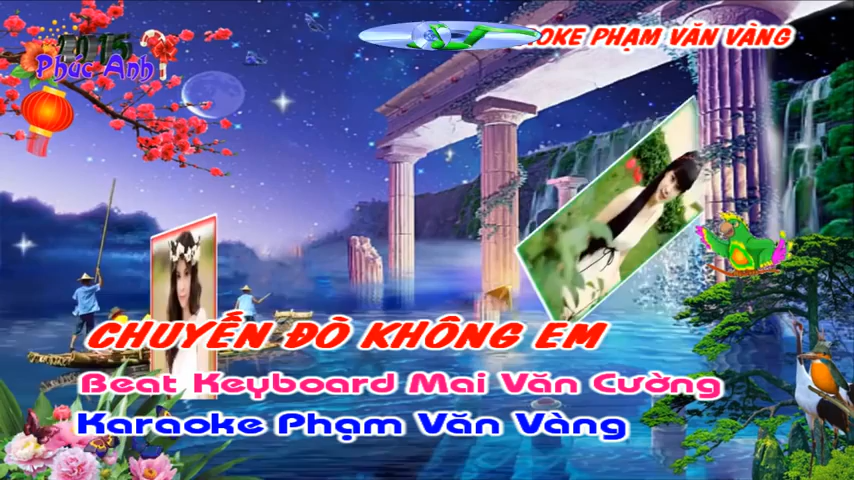 2015
Phúc Anh
OKE PHẠM VĂN VÀNG
CHUYẾN ĐÒ KHÔNG EM
Beat Keyboard Mai Văn Cường
Karaoke Phạm Văn Vàng